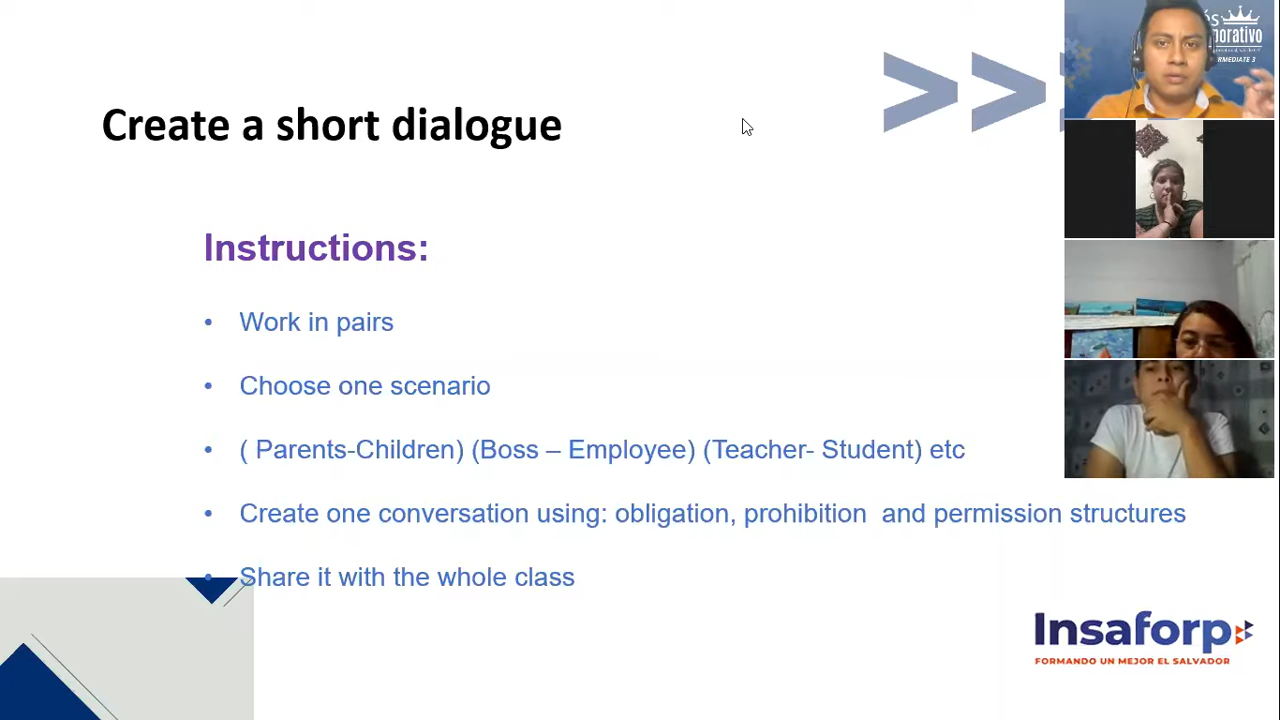 Create a short dialogue
>>
Instructions:
• Work in pairs
• Choose one scenario
• ( Parents-Children) (Boss – Employee) (Teacher- Student) etc
• Create one conversation using: obligation, prohibition  and permission structures
• Share it with the whole class
Insaforp
FORMANDO UN MEJOR EL SALVADOR